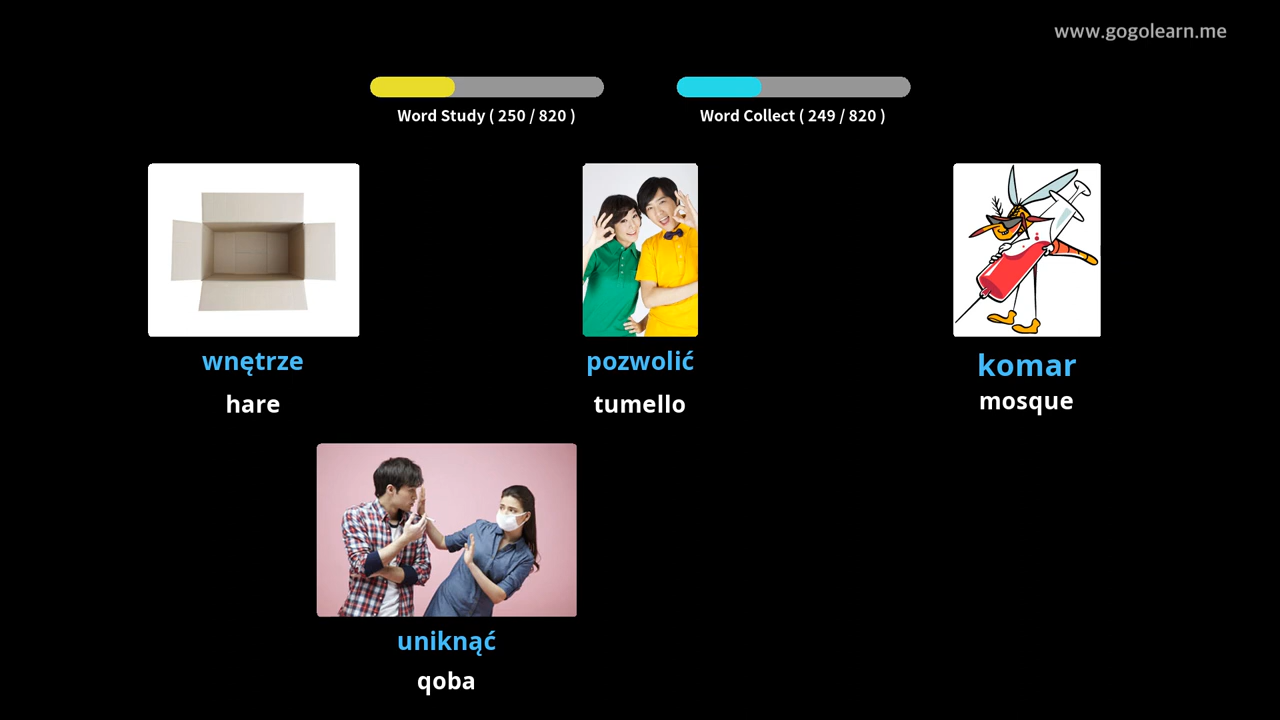 www.gogolearn.me
Word Study ( 250 / 820 )
Word Collect ( 249 / 820 )
wnętrze
hare
pozwolić
tumello
komar
mosque
uniknąć
qoba